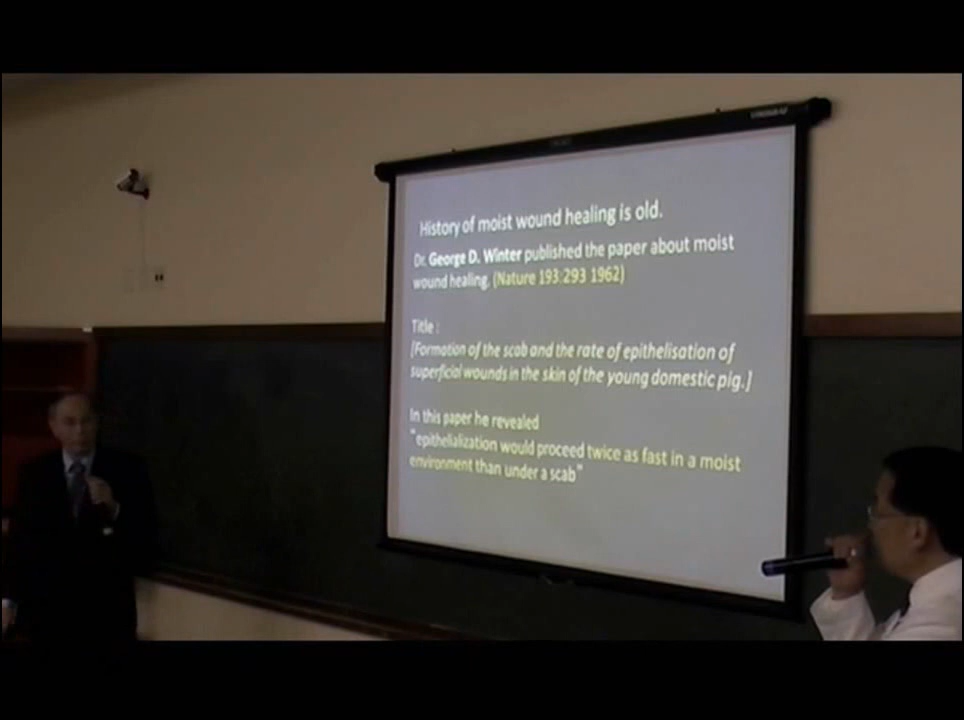 History of moist wound healing is old.
Dr. George D. Winter published the paper about moist
wound healing. (Nature 193:293 1962)
Title :
[Formation of the scab and the rate of epithelisation of
superficial wounds in the skin of the young domestic pig.]
In this paper he revealed
"epithelialization would proceed twice as fast in a moist
environment than under a scab"